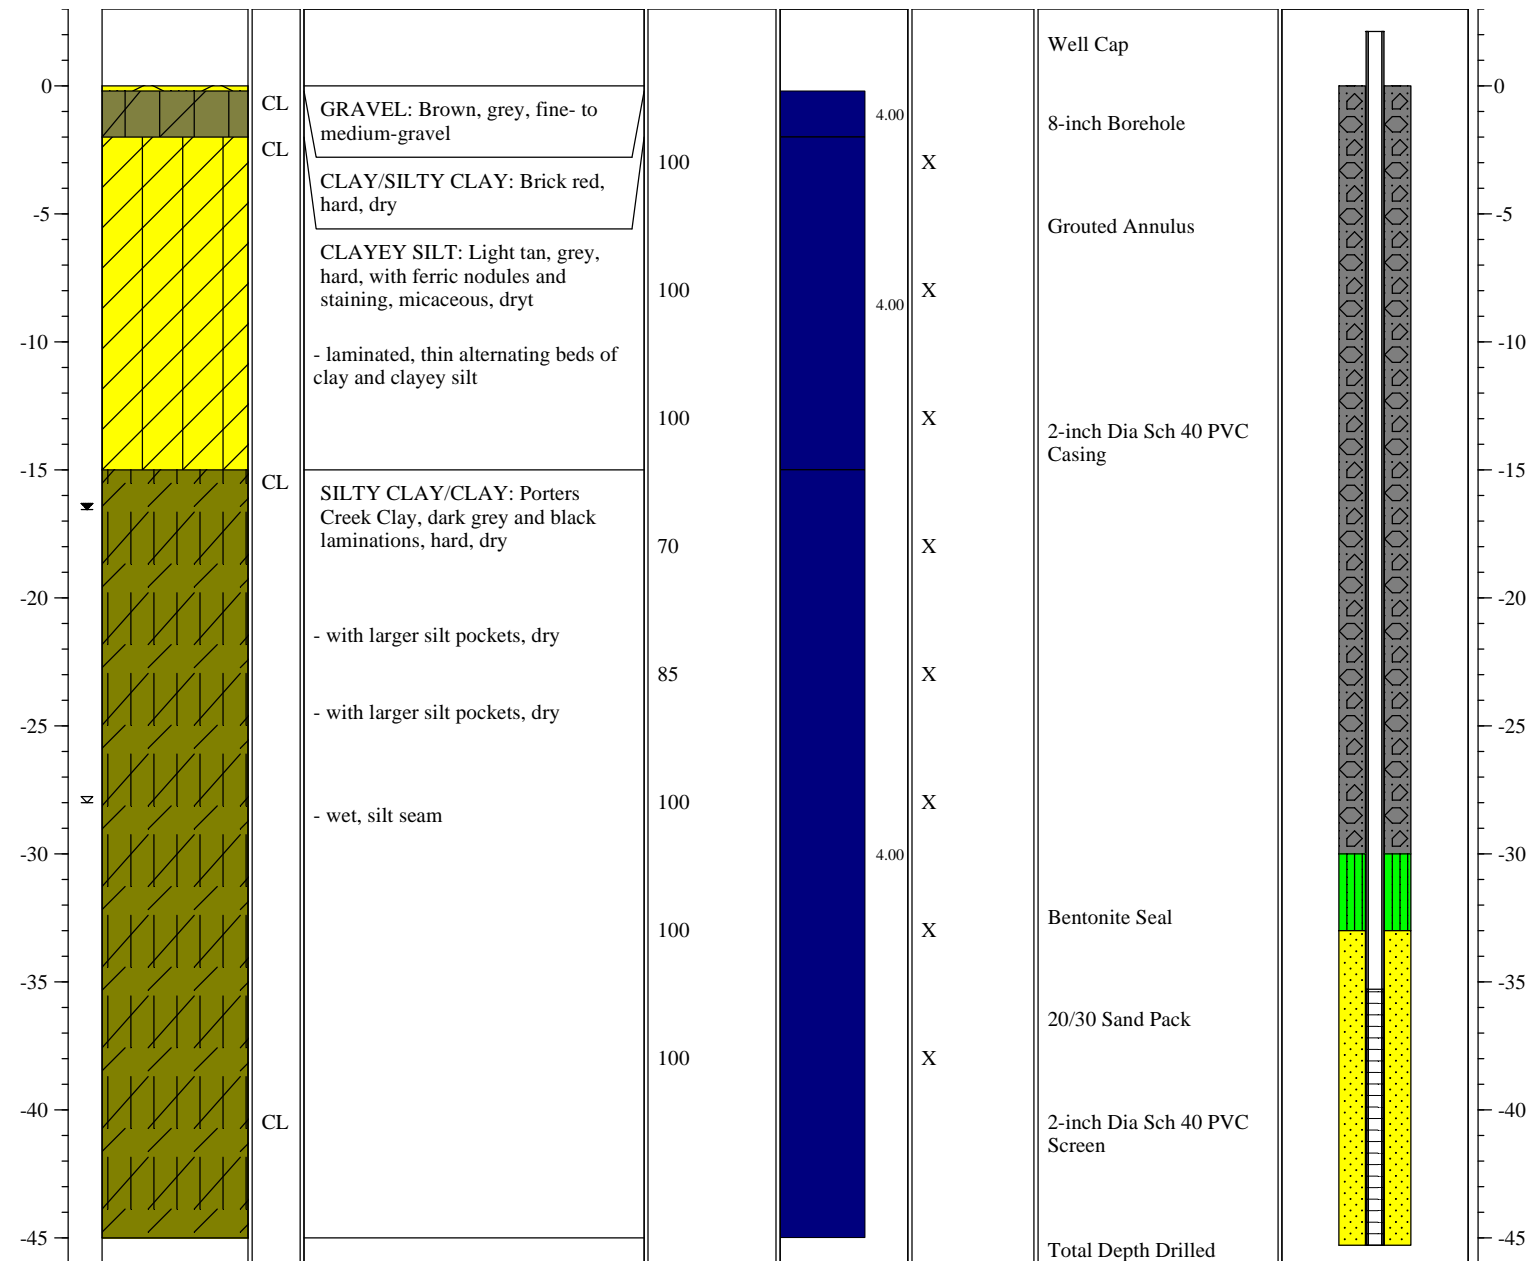 Well Cap
0
CL
GRAVEL: Brown, grey, fine- to
medium-gravel
4.00
8-inch Borehole
0
CL
100
X
CLAY/SILTY CLAY: Brick red,
hard, dry
-5
Grouted Annulus
-5
CLAYEY SILT: Light tan, grey,
hard, with ferric nodules and
staining, micaceous, dryt
100
4.00
X
-10
-10
- laminated, thin alternating beds of
clay and clayey silt
100
X
2-inch Dia Sch 40 PVC
Casing
-15
-15
CL
SILTY CLAY/CLAY: Porters
Creek Clay, dark grey and black
laminations, hard, dry
70
X
-20
-20
- with larger silt pockets, dry
85
X
- with larger silt pockets, dry
-25
-25
100
X
- wet, silt seam
-30
4.00
-30
Bentonite Seal
100
X
-35
-35
20/30 Sand Pack
100
X
-40
-40
CL
2-inch Dia Sch 40 PVC
Screen
-45
-45
Total Depth Drilled